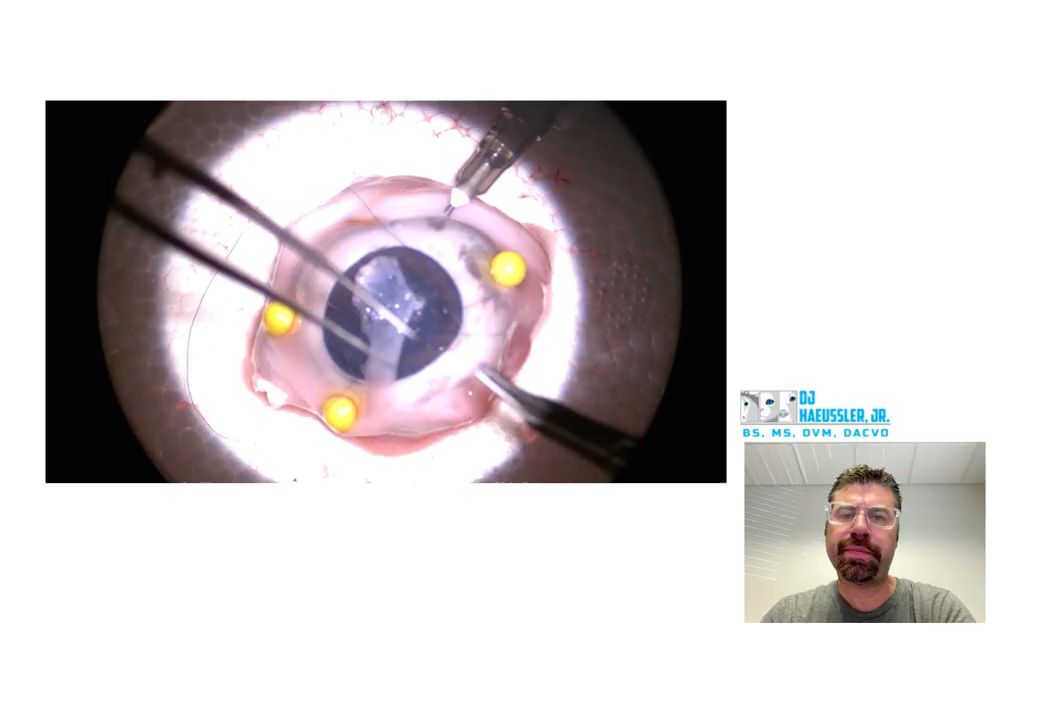 DJ
HAEUSSLER, JR.
BS, MS, DVM, DACVO